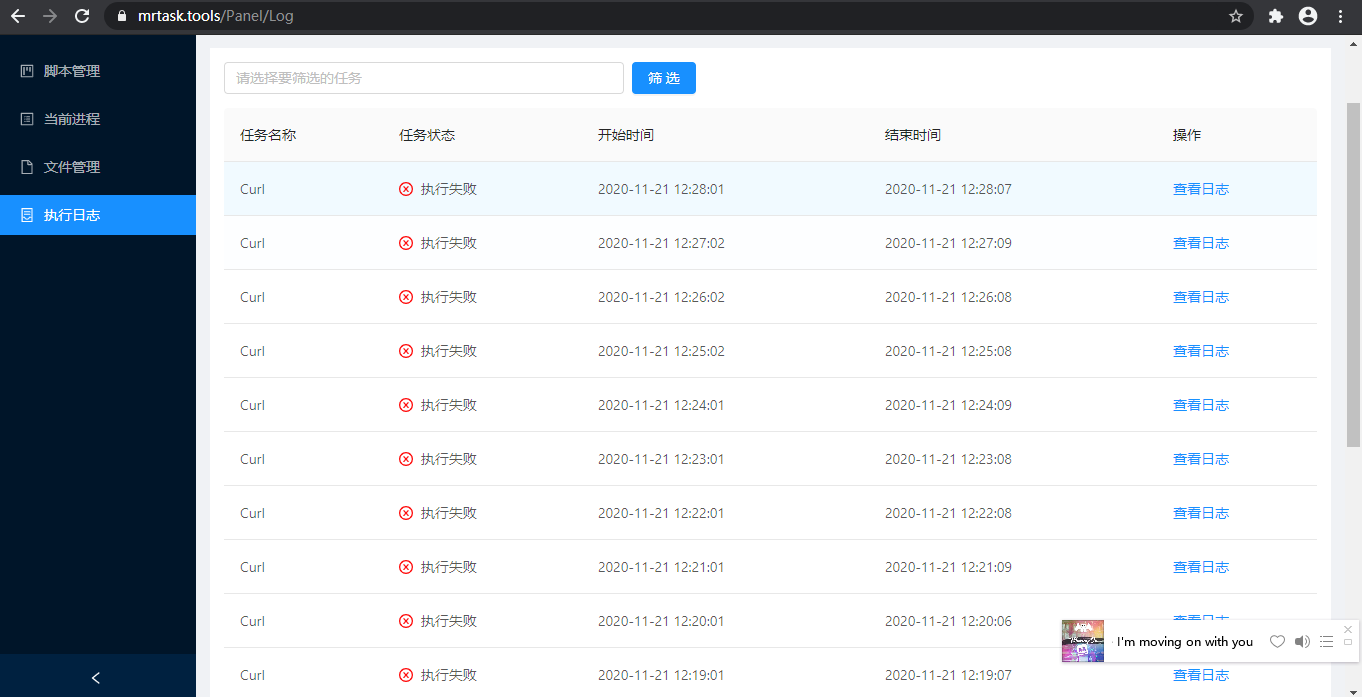 mrtask.tools/Panel/Log
脚本管理
当前进程
文件管理
执行日志
请选择要筛选的任务
筛 选
任务名称 任务状态 开始时间 结束时间 操作
Curl 执行失败 2020-11-21 12:28:01 2020-11-21 12:28:07 查看日志
Curl 执行失败 2020-11-21 12:27:02 2020-11-21 12:27:09 查看日志
Curl 执行失败 2020-11-21 12:26:02 2020-11-21 12:26:08 查看日志
Curl 执行失败 2020-11-21 12:25:02 2020-11-21 12:25:08 查看日志
Curl 执行失败 2020-11-21 12:24:01 2020-11-21 12:24:09 查看日志
Curl 执行失败 2020-11-21 12:23:01 2020-11-21 12:23:08 查看日志
Curl 执行失败 2020-11-21 12:22:01 2020-11-21 12:22:08 查看日志
Curl 执行失败 2020-11-21 12:21:01 2020-11-21 12:21:09 查看日志
Curl 执行失败 2020-11-21 12:20:01 2020-11-21 12:20:06
I'm moving on with you
Curl 执行失败 2020-11-21 12:19:01 2020-11-21 12:19:07 查看日志